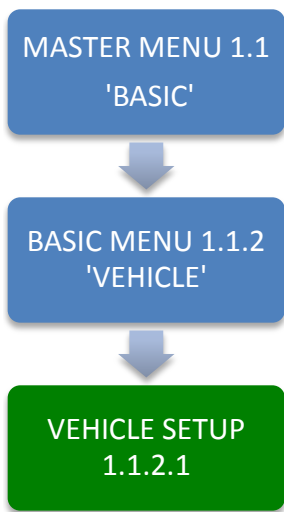 MASTER MENU 1.1
'BASIC'
BASIC MENU 1.1.2
'VEHICLE'
VEHICLE SETUP
1.1.2.1